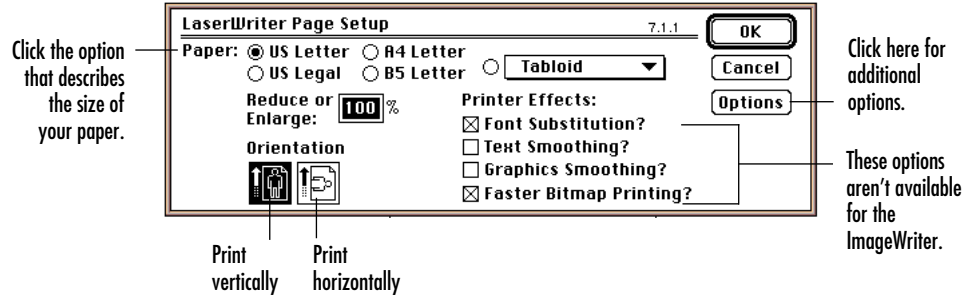 LaserWriter Page Setup 7.1.1 OK
Paper: US Letter A4 Letter
US Legal B5 Letter Tabloid Cancel
Reduce or
Enlarge: 100 %
Printer Effects: Options
Font Substitution?
Text Smoothing?
Graphics Smoothing?
Faster Bitmap Printing?
Orientation
Click the option
that describes
the size of
your paper.
Click here for
additional
options.
These options
aren't available
for the
ImageWriter.
Print
vertically
Print
horizontally